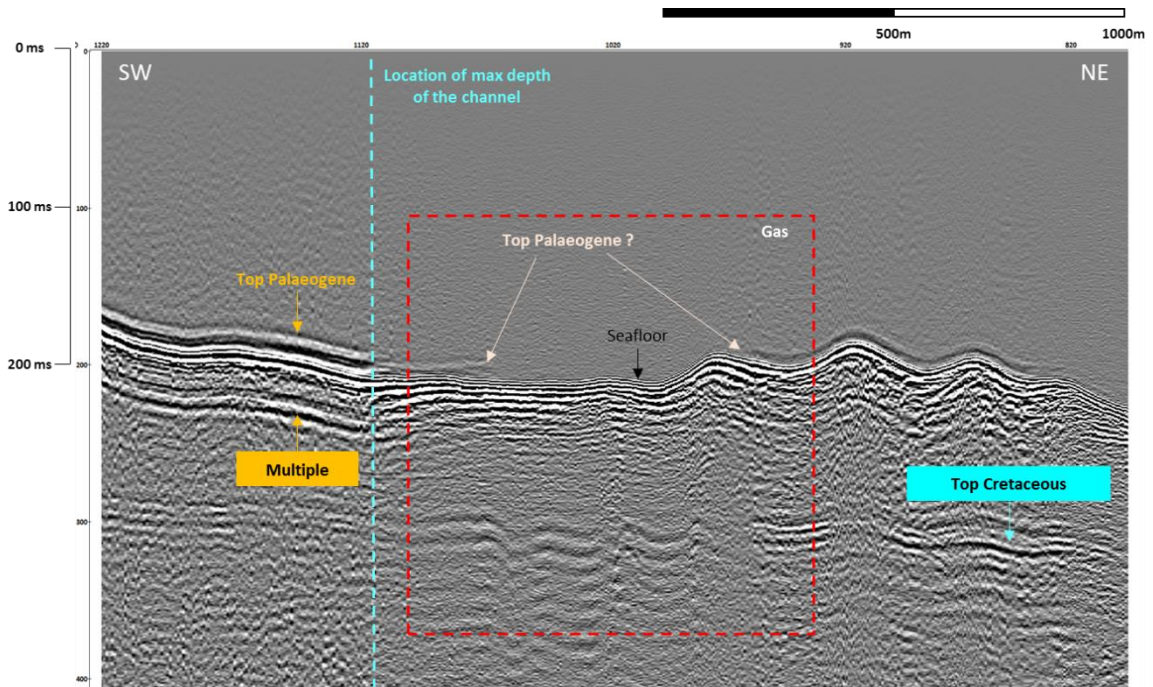 500m
1000m
0 ms
0
1220
1120
1020
920
820
SW
NE
Location of max depth
of the channel
100 ms
100
Top Palaeogene ?
Gas
Top Palaeogene
Seafloor
200 ms
200
Multiple
Top Cretaceous
300
400